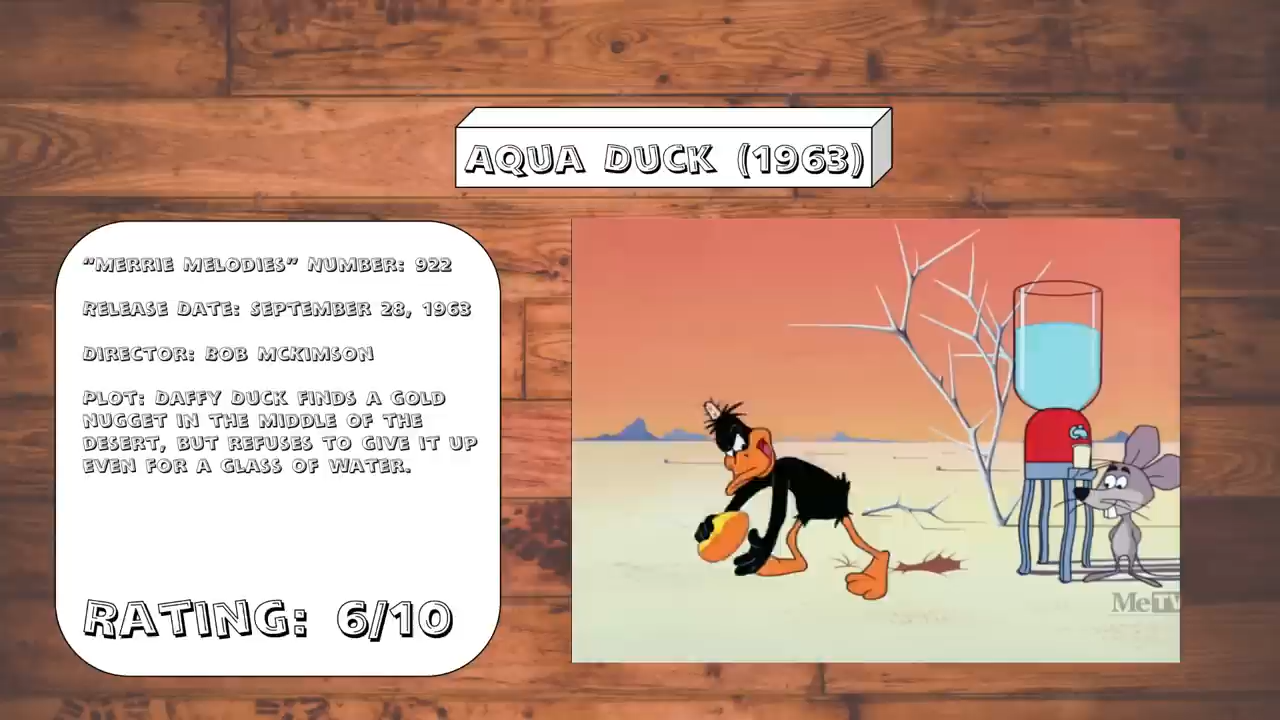 AQUA DUCK (1963)
"MERRIE MELODIES" NUMBER: 922
RELEASE DATE: SEPTEMBER 28, 1963
DIRECTOR: BOB MCKIMSON
PLOT: DAFFY DUCK FINDS A GOLD
NUGGET IN THE MIDDLE OF THE
DESERT, BUT REFUSES TO GIVE IT UP
EVEN FOR A GLASS OF WATER.
RATING: 6/10
MeTV